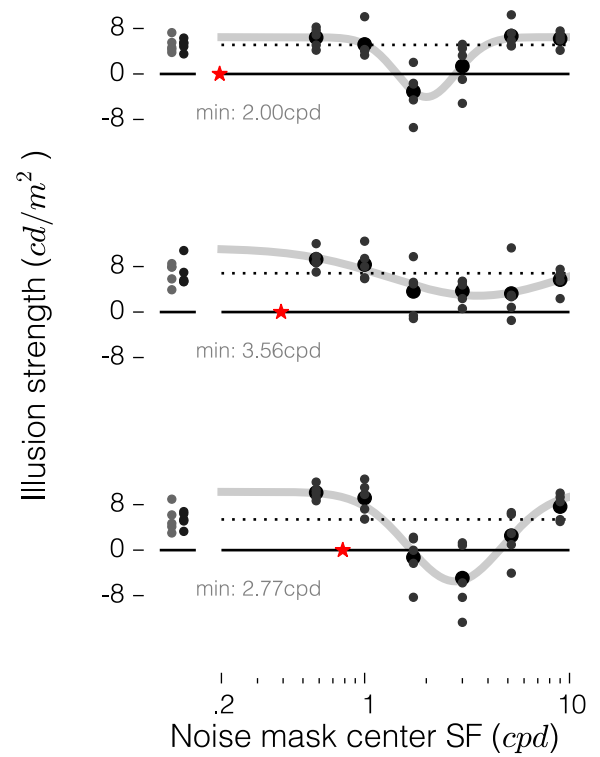 8
0
-8
min: 2.00cpd
8
0
-8
min: 3.56cpd
8
0
-8
min: 2.77cpd
Illusion strength (cd/m²)
.2 1 10
Noise mask center SF (cpd)